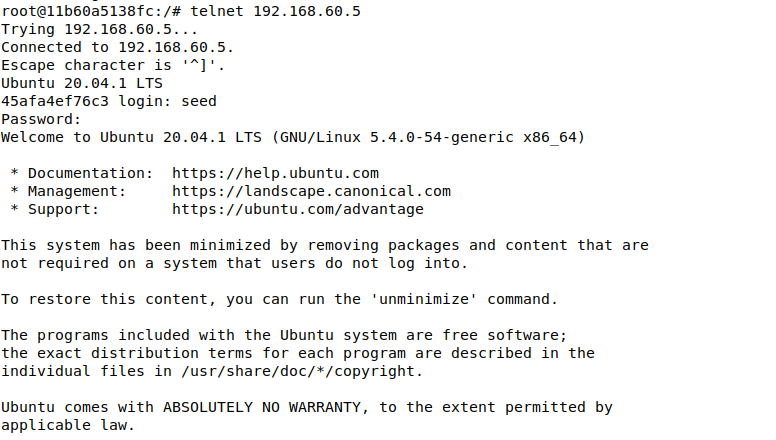 root@11b60a5138fc:/# telnet 192.168.60.5
Trying 192.168.60.5...
Connected to 192.168.60.5.
Escape character is '^]'.
Ubuntu 20.04.1 LTS
45afa4ef76c3 login: seed
Password:
Welcome to Ubuntu 20.04.1 LTS (GNU/Linux 5.4.0-54-generic x86_64)

 * Documentation:  https://help.ubuntu.com
 * Management:     https://landscape.canonical.com
 * Support:        https://ubuntu.com/advantage

This system has been minimized by removing packages and content that are
not required on a system that users do not log into.

To restore this content, you can run the 'unminimize' command.

The programs included with the Ubuntu system are free software;
the exact distribution terms for each program are described in the
individual files in /usr/share/doc/*/copyright.

Ubuntu comes with ABSOLUTELY NO WARRANTY, to the extent permitted by
applicable law.